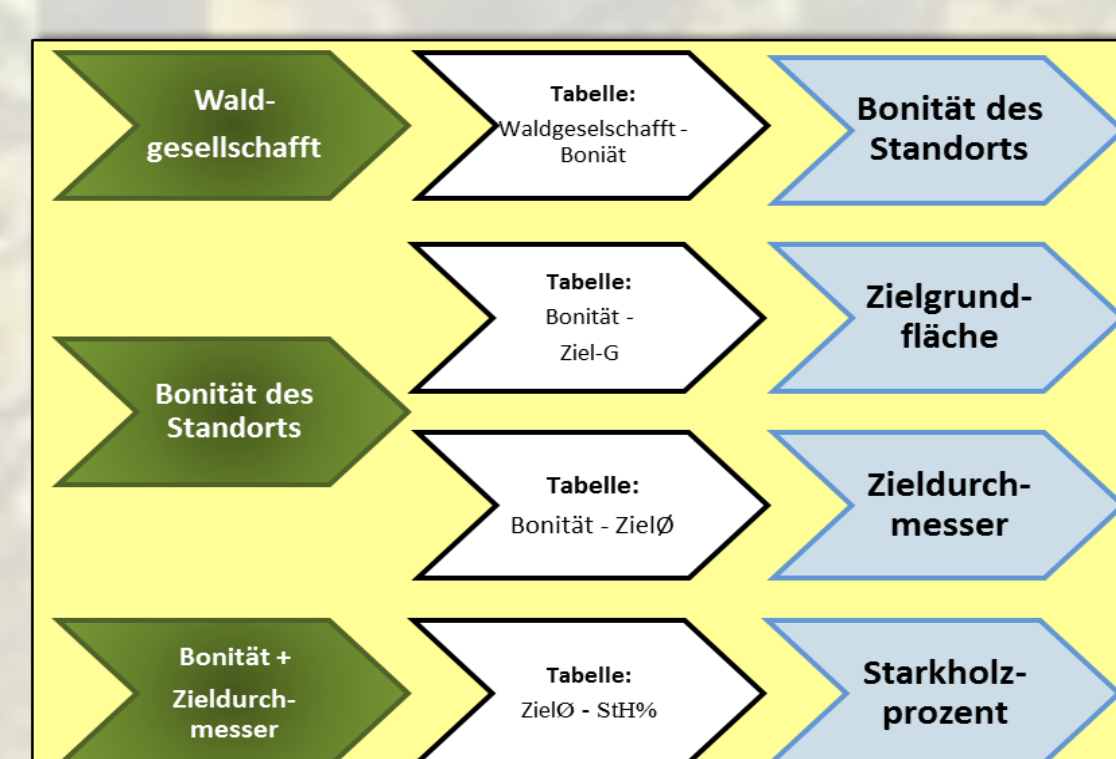 Wald-
gesellschafft
Tabelle:
Waldgeselschafft -
Boniät
Bonität des
Standorts
Bonität des
Standorts
Tabelle:
Bonität -
Ziel-G
Zielgrund-
fläche
Tabelle:
Bonität - ZielØ
Zieldurch-
messer
Bonität +
Zieldurch-
messer
Tabelle:
ZielØ - StH%
Starkholz-
prozent